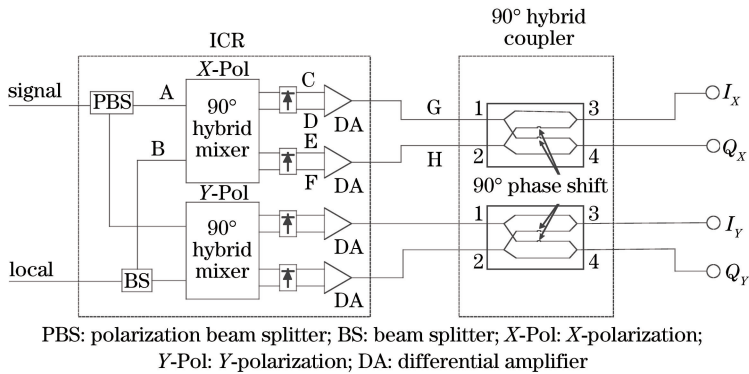 90° hybrid
coupler
ICR
X-Pol
signal
PBS
A
90°
hybrid
mixer
C
D
DA
G
1
3
I_X
B
E
F
DA
H
2
4
Q_X
90° phase shift
Y-Pol
90°
hybrid
mixer
DA
1
3
I_Y
local
BS
DA
2
4
Q_Y
PBS: polarization beam splitter; BS: beam splitter; X-Pol: X-polarization;
Y-Pol: Y-polarization; DA: differential amplifier